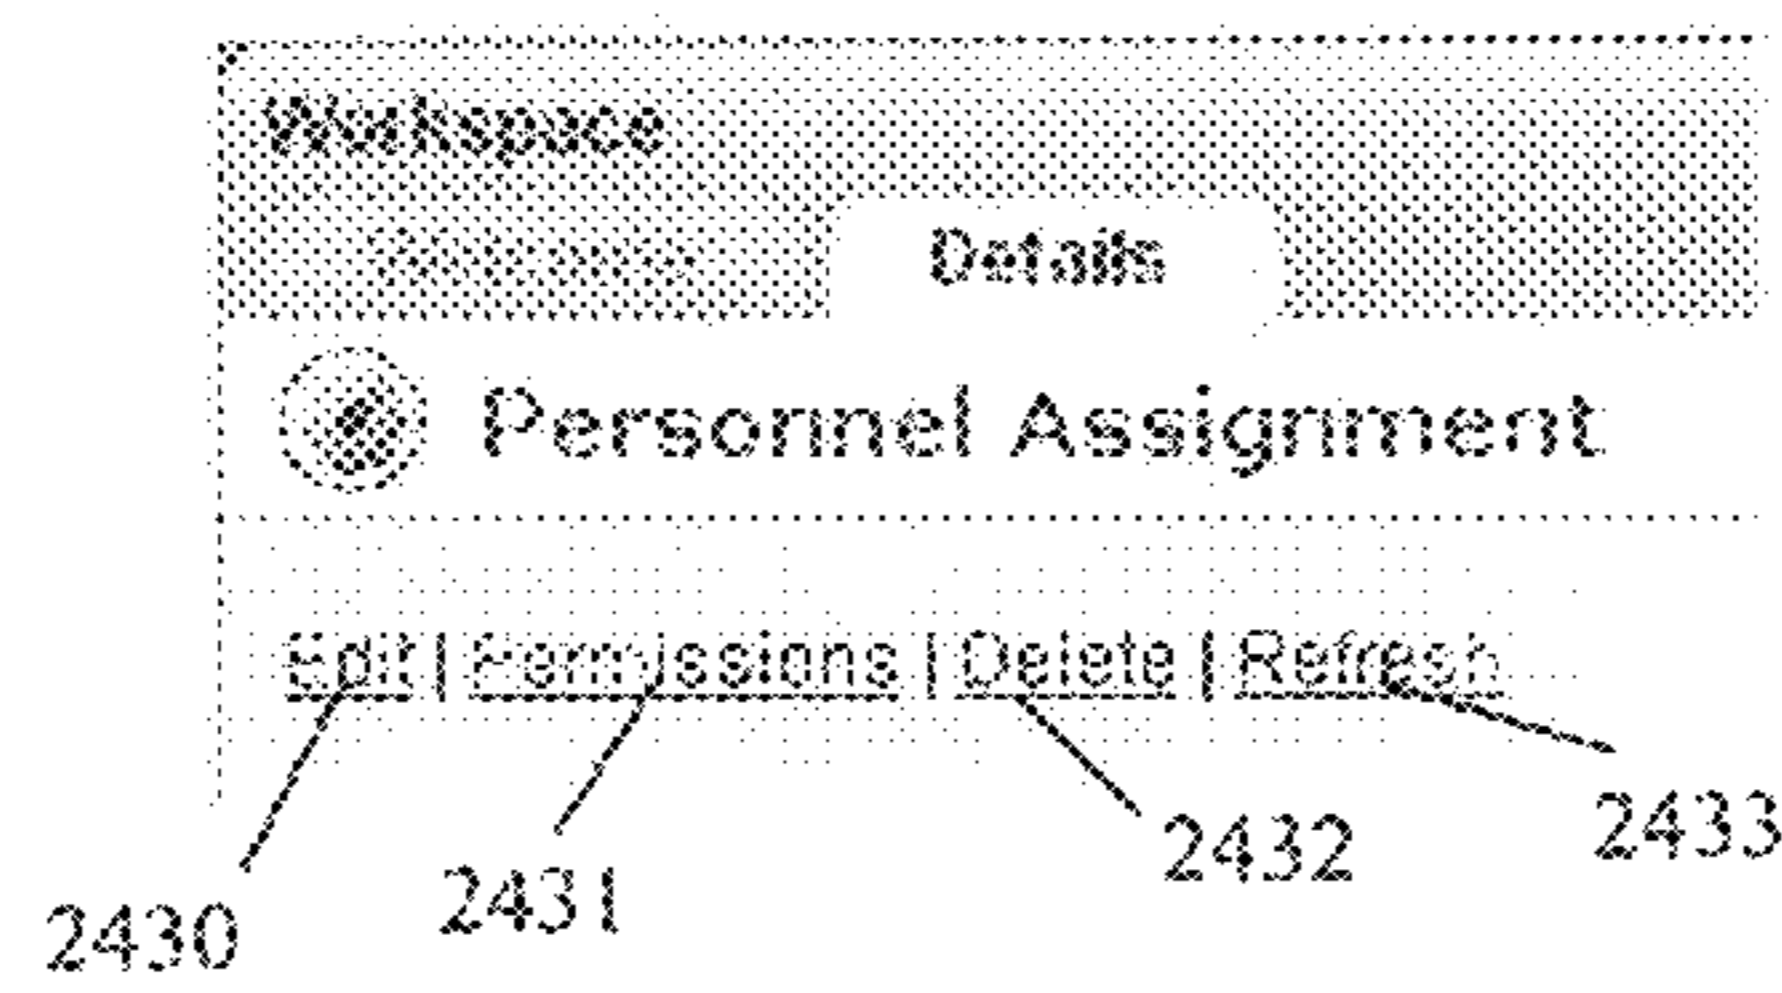 Workspace
Details
Personnel Assignment
Edit | Permissions | Delete | Refresh
2430 2431 2432 2433